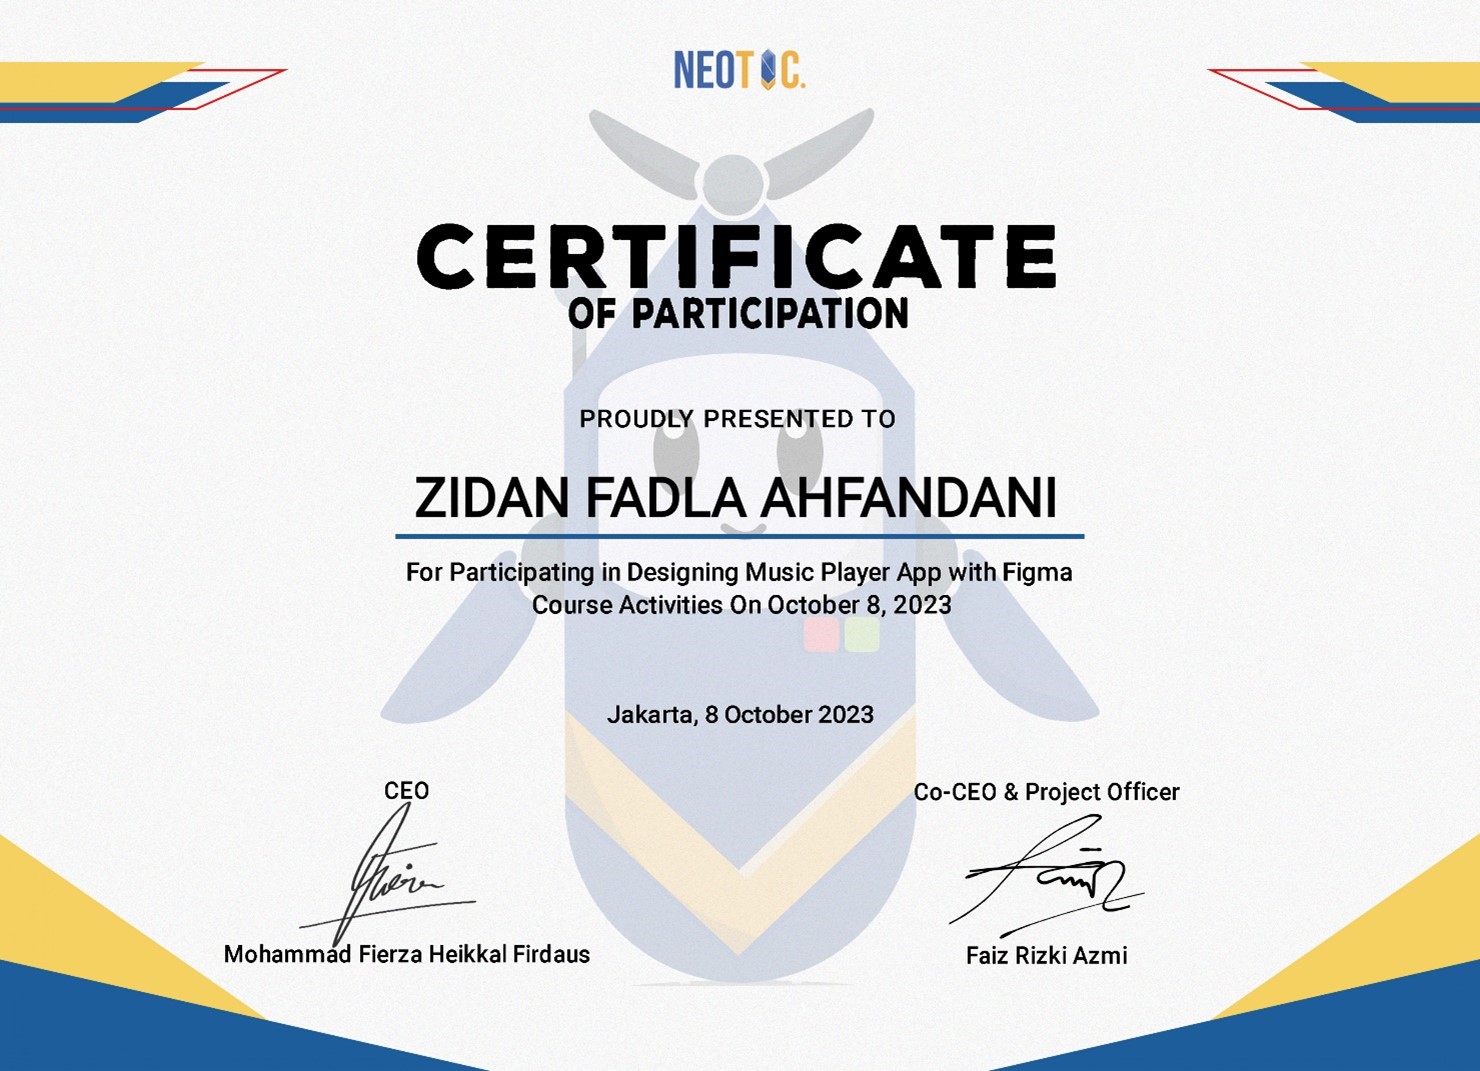 NEOT C.
CERTIFICATE
OF PARTICIPATION
PROUDLY PRESENTED TO
ZIDAN FADLA AHFANDANI
For Participating in Designing Music Player App with Figma
Course Activities On October 8, 2023
Jakarta, 8 October 2023
CEO
Co-CEO & Project Officer
Mohammad Fierza Heikkal Firdaus
Faiz Rizki Azmi